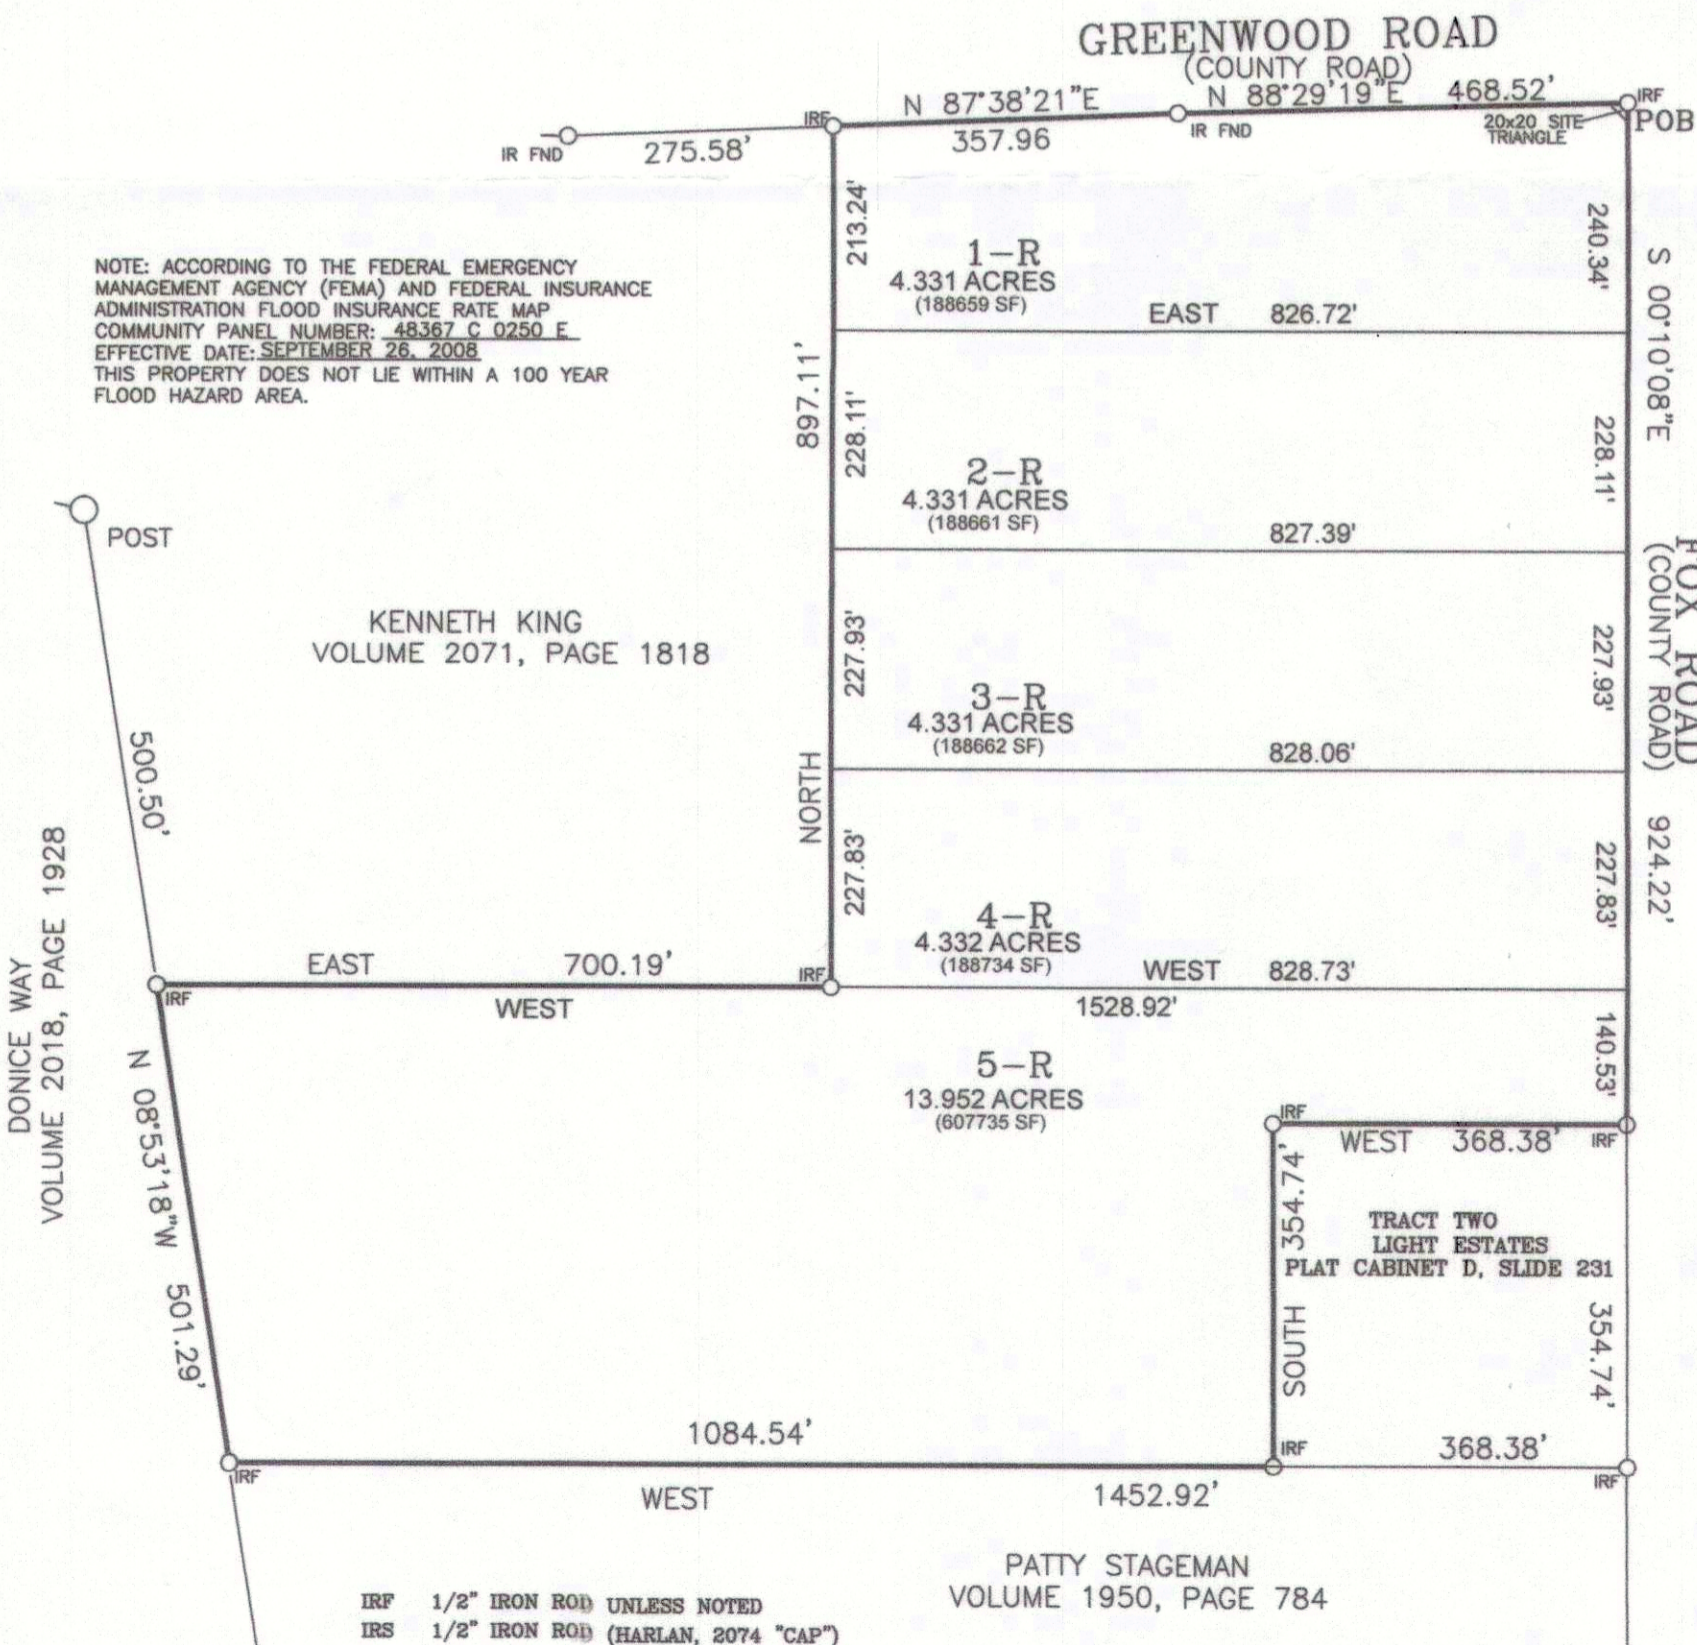 GREENWOOD ROAD
(COUNTY ROAD)
N 87°38'21"E
N 88°29'19"E 468.52'
IRF
IRF
POB
20x20 SITE
TRIANGLE
IR FND
275.58'
357.96
IR FND
213.24'
240.34'
1-R
4.331 ACRES
(188659 SF)
EAST 826.72'
S 00°10'08"E
NOTE: ACCORDING TO THE FEDERAL EMERGENCY
MANAGEMENT AGENCY (FEMA) AND FEDERAL INSURANCE
ADMINISTRATION FLOOD INSURANCE RATE MAP
COMMUNITY PANEL NUMBER: 48367 C 0250 E
EFFECTIVE DATE: SEPTEMBER 26, 2008
THIS PROPERTY DOES NOT LIE WITHIN A 100 YEAR
FLOOD HAZARD AREA.
897.11'
228.11'
228.11'
2-R
4.331 ACRES
(188661 SF)
827.39'
POST
FOX ROAD
(COUNTY ROAD)
KENNETH KING
VOLUME 2071, PAGE 1818
227.93'
227.93'
3-R
4.331 ACRES
(188662 SF)
828.06'
500.50'
NORTH
924.22'
227.83'
227.83'
4-R
4.332 ACRES
(188734 SF)
WEST 828.73'
1528.92'
DONICE WAY
VOLUME 2018, PAGE 1928
EAST 700.19'
IRF
IRF
WEST
140.53'
N 08°53'18"W 501.29'
5-R
13.952 ACRES
(607735 SF)
IRF
WEST 368.38'
IRF
SOUTH 354.74'
TRACT TWO
LIGHT ESTATES
PLAT CABINET D, SLIDE 231
354.74'
1084.54'
IRF
368.38'
IRF
IRF
WEST
1452.92'
PATTY STAGEMAN
VOLUME 1950, PAGE 784
IRF 1/2" IRON ROD UNLESS NOTED
IRS 1/2" IRON ROD (HARLAN, 2074 "CAP")